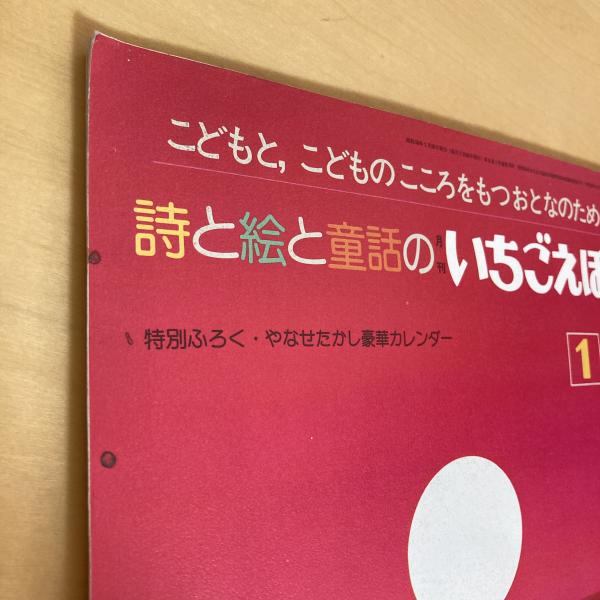 こどもと,こどものこころをもつおとなのため
詩と絵と童話の月刊いちごえほ
特別ふろく・やなせたかし豪華カレンダー
1